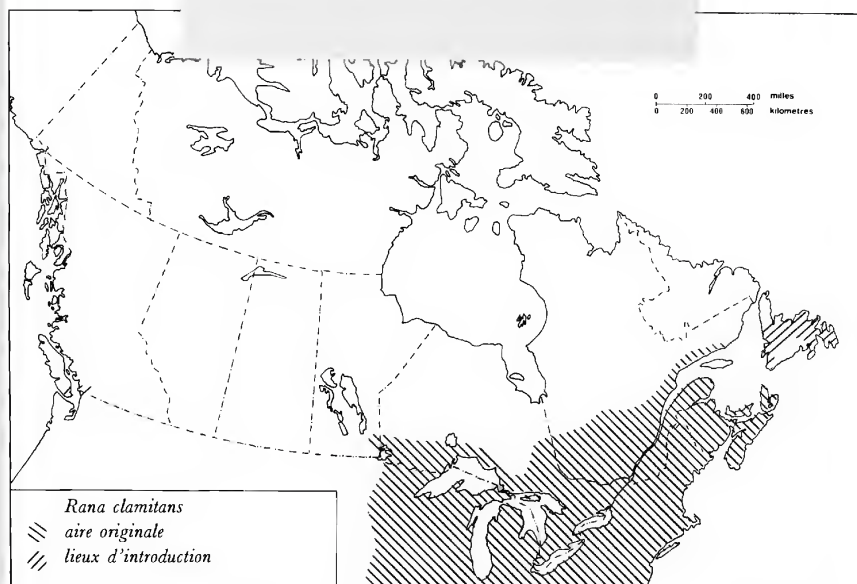 0 200 400 milles
0 200 400 600 kilometres
Rana clamitans
aire originale
lieux d'introduction